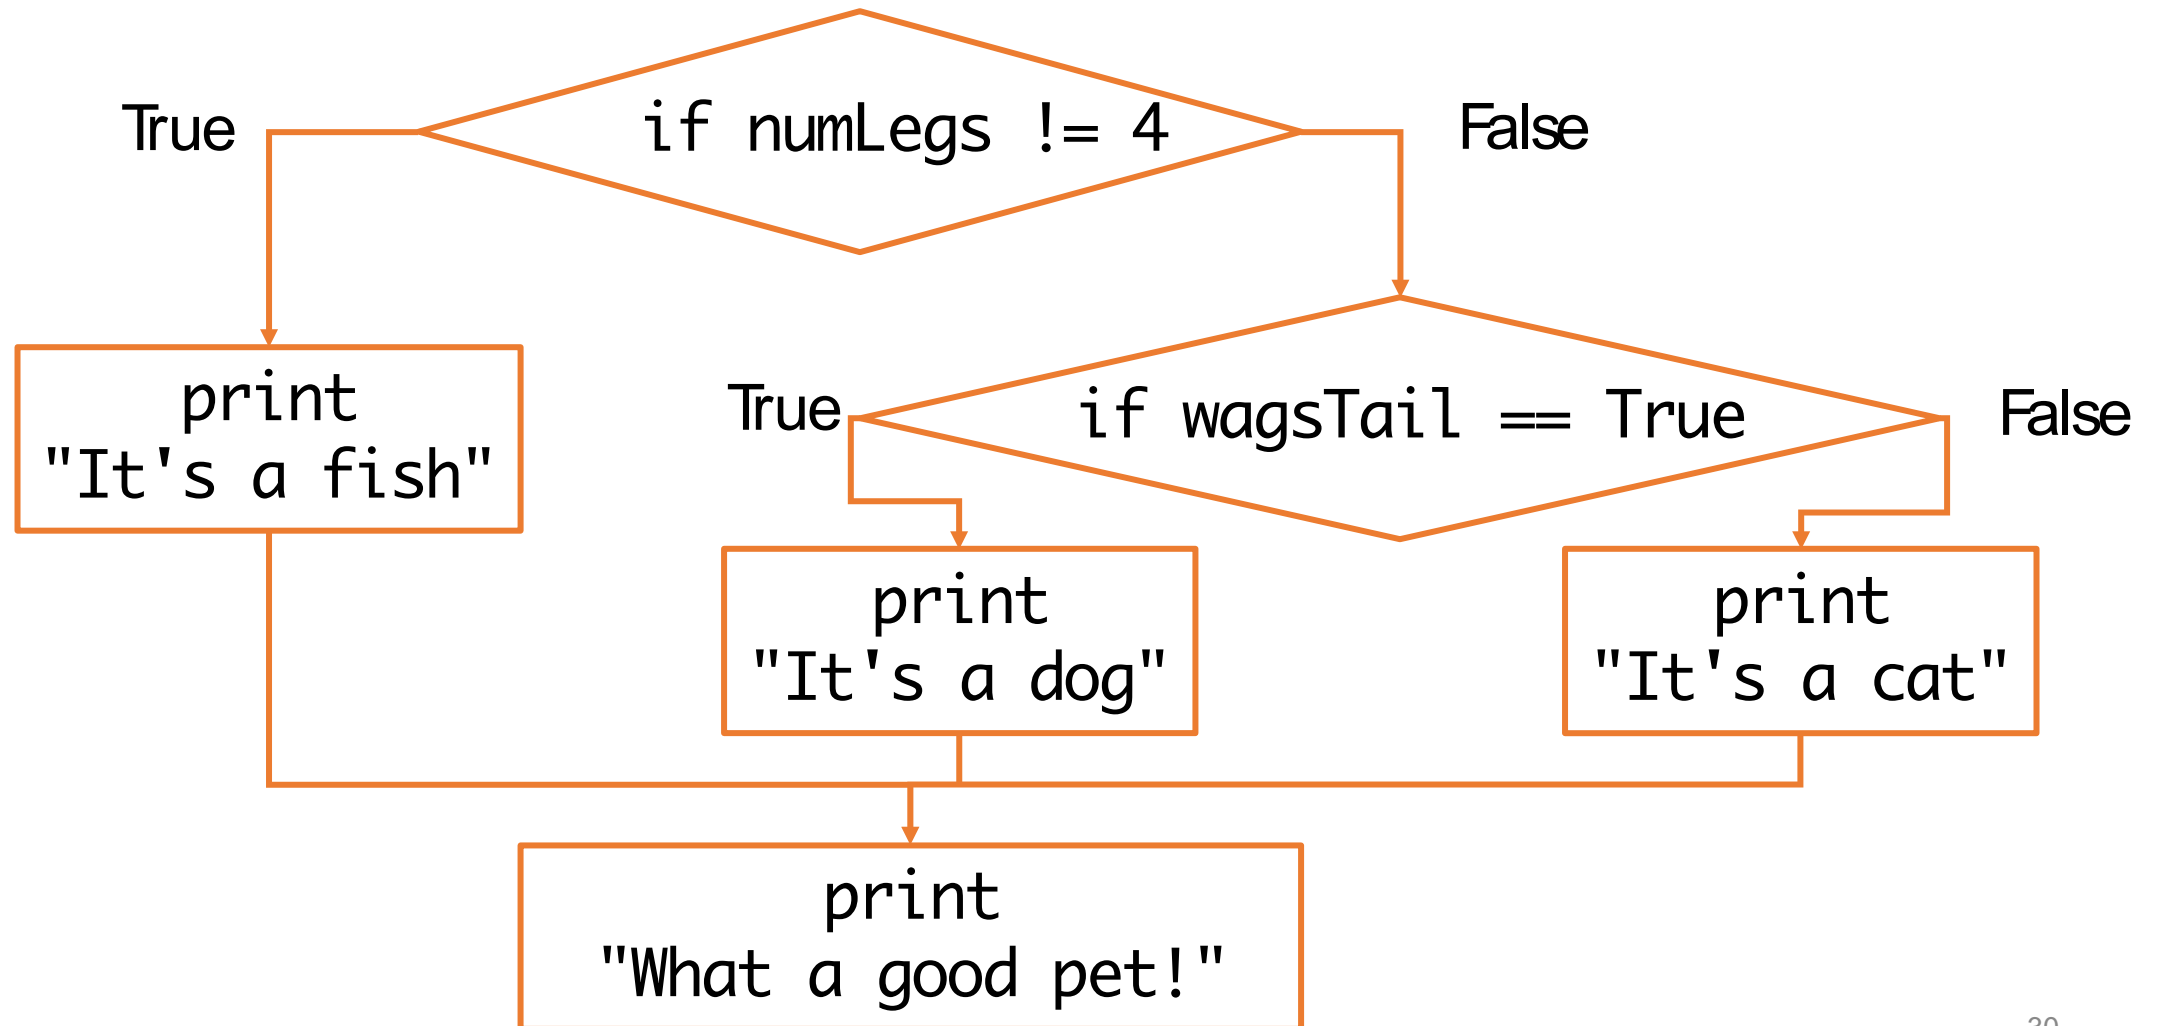 if numLegs != 4
True
False
print
"It's a fish"
if wagsTail == True
True
False
print
"It's a dog"
print
"It's a cat"
print
"What a good pet!"
30